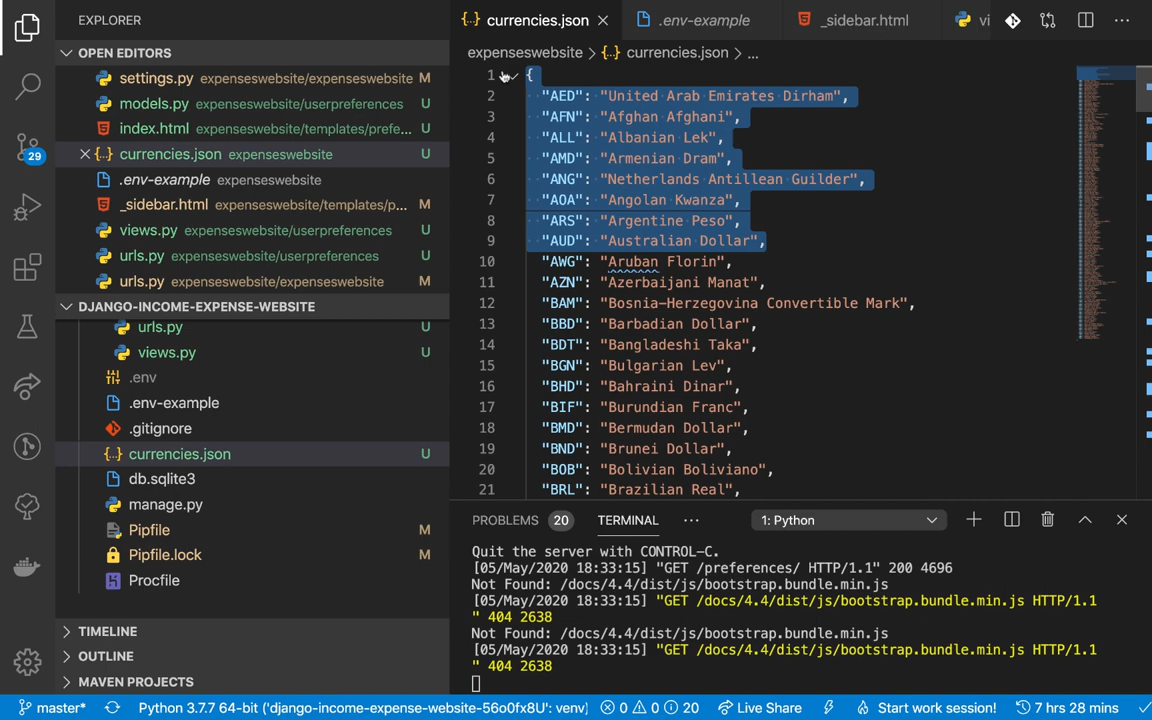 EXPLORER
OPEN EDITORS
settings.py expenseswebsite/expenseswebsite M
models.py expenseswebsite/userpreferences U
index.html expenseswebsite/templates/prefe... U
currencies.json expenseswebsite U
.env-example expenseswebsite
_sidebar.html expenseswebsite/templates/p... M
views.py expenseswebsite/userpreferences U
urls.py expenseswebsite/userpreferences U
urls.py expenseswebsite/expenseswebsite M
DJANGO-INCOME-EXPENSE-WEBSITE
urls.py U
views.py U
.env
.env-example
.gitignore
currencies.json U
db.sqlite3
manage.py
Pipfile M
Pipfile.lock M
Procfile
TIMELINE
OUTLINE
MAVEN PROJECTS
29
currencies.json .env-example _sidebar.html vi
expenseswebsite > {..} currencies.json > ...
1 {
2 "AED": "United Arab Emirates Dirham",
3 "AFN": "Afghan Afghani",
4 "ALL": "Albanian Lek",
5 "AMD": "Armenian Dram",
6 "ANG": "Netherlands Antillean Guilder",
7 "AOA": "Angolan Kwanza",
8 "ARS": "Argentine Peso",
9 "AUD": "Australian Dollar",
10 "AWG": "Aruban Florin",
11 "AZN": "Azerbaijani Manat",
12 "BAM": "Bosnia-Herzegovina Convertible Mark",
13 "BBD": "Barbadian Dollar",
14 "BDT": "Bangladeshi Taka",
15 "BGN": "Bulgarian Lev",
16 "BHD": "Bahraini Dinar",
17 "BIF": "Burundian Franc",
18 "BMD": "Bermudan Dollar",
19 "BND": "Brunei Dollar",
20 "BOB": "Bolivian Boliviano",
21 "BRL": "Brazilian Real",
PROBLEMS 20 TERMINAL ... 1: Python
Quit the server with CONTROL-C.
[05/May/2020 18:33:15] "GET /preferences/ HTTP/1.1" 200 4696
Not Found: /docs/4.4/dist/js/bootstrap.bundle.min.js
[05/May/2020 18:33:15] "GET /docs/4.4/dist/js/bootstrap.bundle.min.js HTTP/1.1
" 404 2638
Not Found: /docs/4.4/dist/js/bootstrap.bundle.min.js
[05/May/2020 18:33:15] "GET /docs/4.4/dist/js/bootstrap.bundle.min.js HTTP/1.1
" 404 2638
master* Python 3.7.7 64-bit ('django-income-expense-website-56o0fx8U': venv) 0 0 20 Live Share Start work session! 7 hrs 28 mins